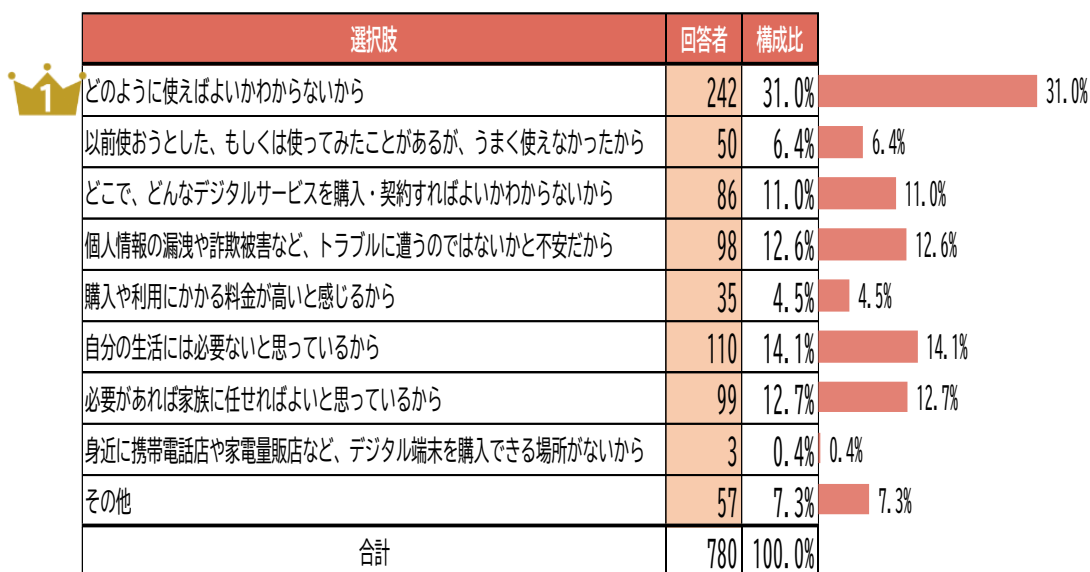 選択肢 回答者 構成比
1 どのように使えばよいかわからないから 242 31.0% 31.0%
以前使おうとした、もしくは使ってみたことがあるが、うまく使えなかったから 50 6.4% 6.4%
どこで、どんなデジタルサービスを購入・契約すればよいかわからないから 86 11.0% 11.0%
個人情報の漏洩や詐欺被害など、トラブルに遭うのではないかと不安だから 98 12.6% 12.6%
購入や利用にかかる料金が高いと感じるから 35 4.5% 4.5%
自分の生活には必要ないと思っているから 110 14.1% 14.1%
必要があれば家族に任せればよいと思っているから 99 12.7% 12.7%
身近に携帯電話店や家電量販店など、デジタル端末を購入できる場所がないから 3 0.4% 0.4%
その他 57 7.3% 7.3%
合計 780 100.0%